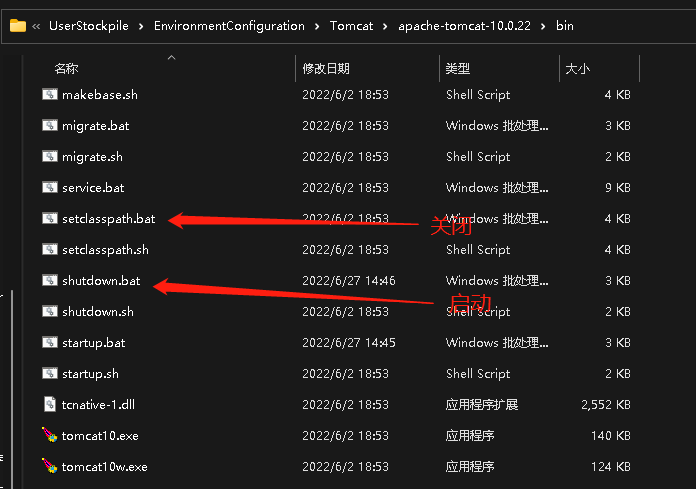 « UserStockpile › EnvironmentConfiguration › Tomcat › apache-tomcat-10.0.22 › bin
名称 修改日期 类型 大小
makebase.sh 2022/6/2 18:53 Shell Script 4 KB
migrate.bat 2022/6/2 18:53 Windows 批处理... 3 KB
migrate.sh 2022/6/2 18:53 Shell Script 2 KB
service.bat 2022/6/2 18:53 Windows 批处理... 9 KB
setclasspath.bat 2022/6/2 18:53 Windows 批处理... 4 KB
关闭
setclasspath.sh 2022/6/2 18:53 Shell Script 4 KB
shutdown.bat 2022/6/27 14:46 Windows 批处理... 3 KB
启动
shutdown.sh 2022/6/2 18:53 Shell Script 2 KB
startup.bat 2022/6/27 14:45 Windows 批处理... 3 KB
startup.sh 2022/6/2 18:53 Shell Script 2 KB
tcnative-1.dll 2022/6/2 18:53 应用程序扩展 2,552 KB
tomcat10.exe 2022/6/2 18:53 应用程序 140 KB
tomcat10w.exe 2022/6/2 18:53 应用程序 124 KB